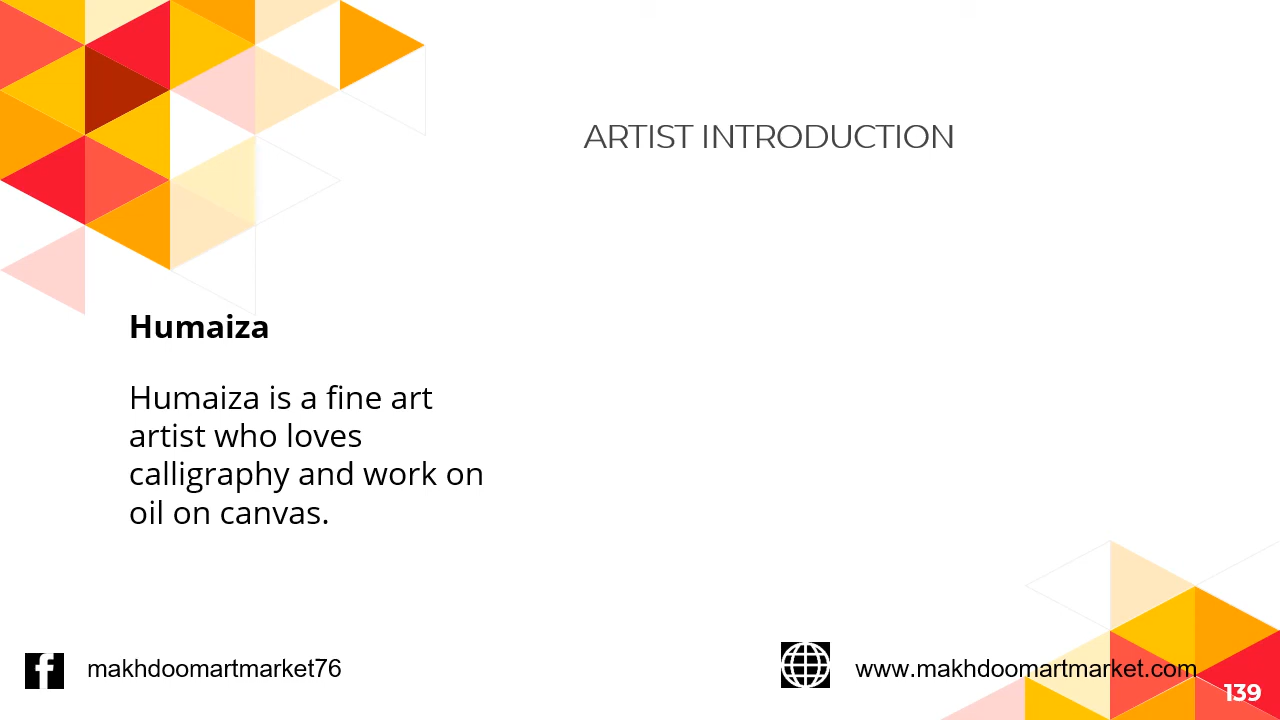 ARTIST INTRODUCTION
Humaiza
Humaiza is a fine art
artist who loves
calligraphy and work on
oil on canvas.
makhdoomartmarket76
www.makhdoomartmarket.com
139